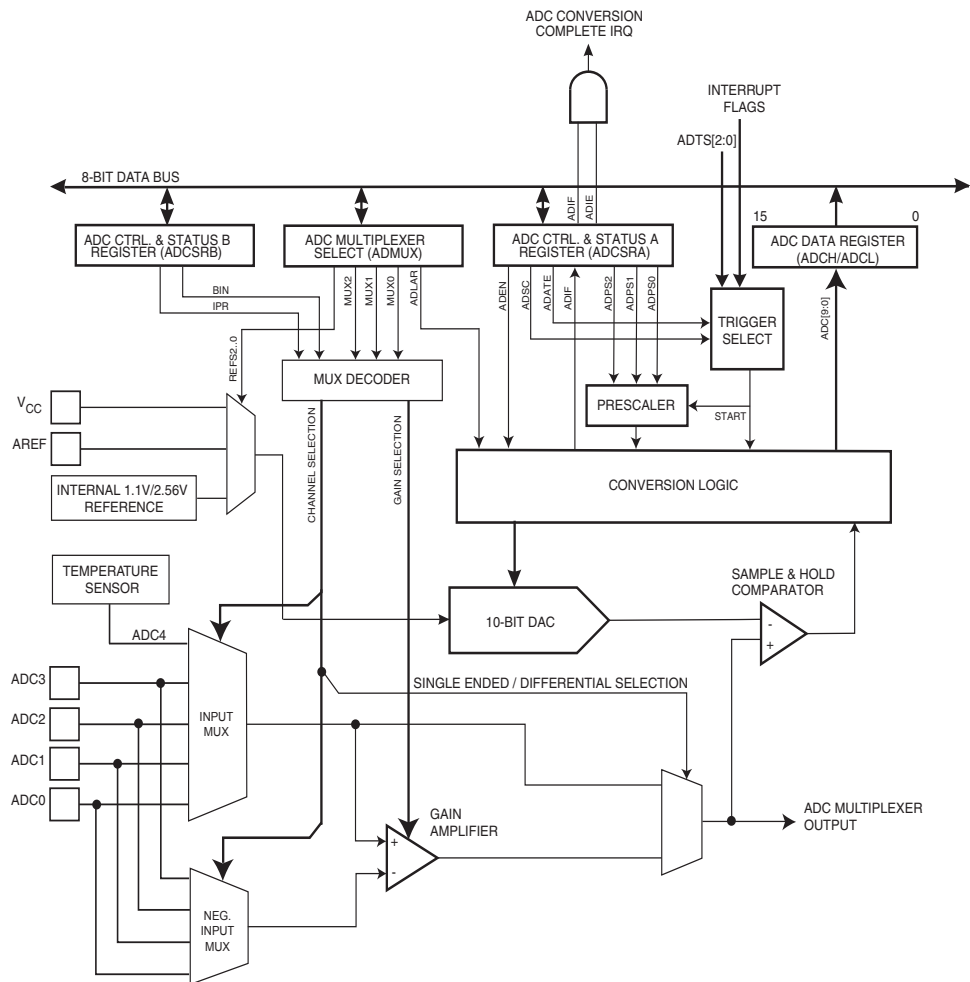 ADC CONVERSION
COMPLETE IRQ
INTERRUPT
FLAGS
ADTS[2:0]
8-BIT DATA BUS
ADIF
ADIE
15
0
ADC CTRL. & STATUS B
REGISTER (ADCSRB)
ADC MULTIPLEXER
SELECT (ADMUX)
ADC CTRL. & STATUS A
REGISTER (ADCSRA)
ADC DATA REGISTER
(ADCH/ADCL)
BIN
IPR
REFS2..0
MUX2
MUX1
MUX0
ADLAR
ADEN
ADSC
ADATE
ADIF
ADPS2
ADPS1
ADPS0
TRIGGER
SELECT
ADC[9:0]
MUX DECODER
PRESCALER
START
VCC
AREF
INTERNAL 1.1V/2.56V
REFERENCE
CHANNEL SELECTION
GAIN SELECTION
CONVERSION LOGIC
TEMPERATURE
SENSOR
ADC4
10-BIT DAC
SAMPLE & HOLD
COMPARATOR
-
+
ADC3
ADC2
ADC1
ADC0
INPUT
MUX
SINGLE ENDED / DIFFERENTIAL SELECTION
GAIN
AMPLIFIER
+
-
ADC MULTIPLEXER
OUTPUT
NEG.
INPUT
MUX